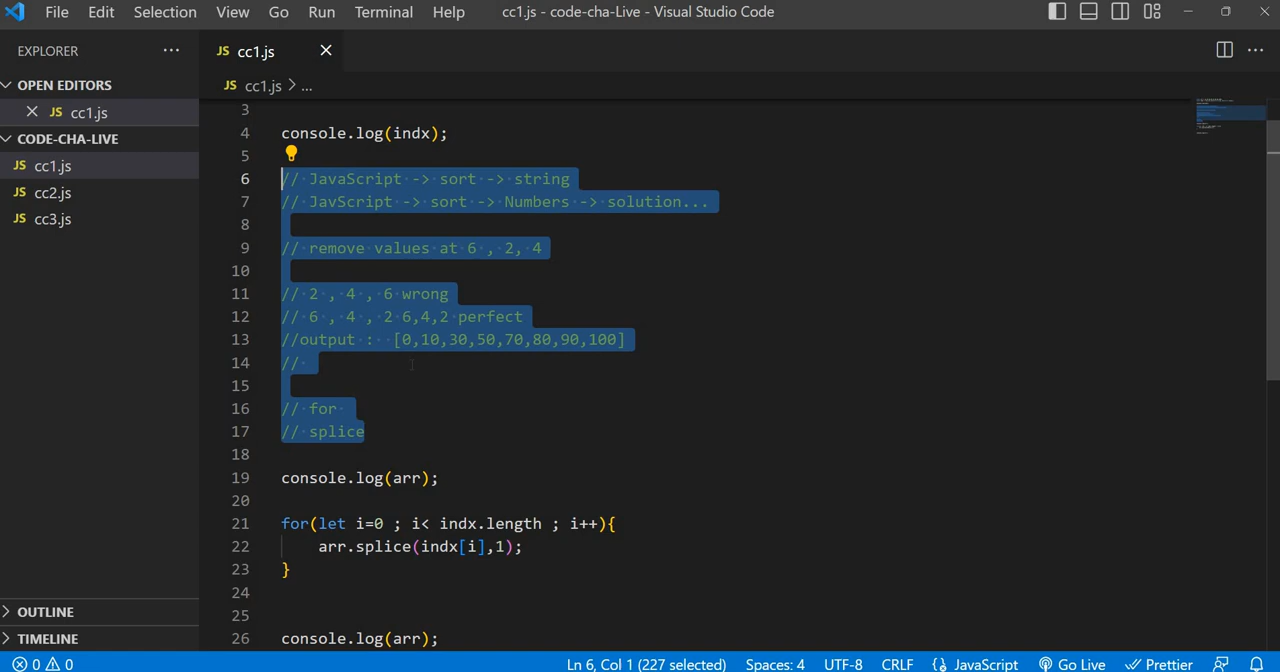 File Edit Selection View Go Run Terminal Help cc1.js - code-cha-Live - Visual Studio Code
EXPLORER ···
JS cc1.js
OPEN EDITORS
JS cc1.js
CODE-CHA-LIVE
JS cc1.js
JS cc2.js
JS cc3.js
OUTLINE
TIMELINE
JS cc1.js > ...
3
4 console.log(indx);
5
6 // JavaScript -> sort -> string
7 // JavScript -> sort -> Numbers -> solution...
8
9 // remove values at 6 , 2, 4
10
11 // 2 , 4 , 6 wrong
12 // 6 , 4 , 2 6,4,2 perfect
13 //output :  [0,10,30,50,70,80,90,100]
14 //
15
16 // for
17 // splice
18
19 console.log(arr);
20
21 for(let i=0 ; i< indx.length ; i++){
22     arr.splice(indx[i],1);
23 }
24
25
26 console.log(arr);
0 0 Ln 6, Col 1 (227 selected) Spaces: 4 UTF-8 CRLF {} JavaScript Go Live Prettier